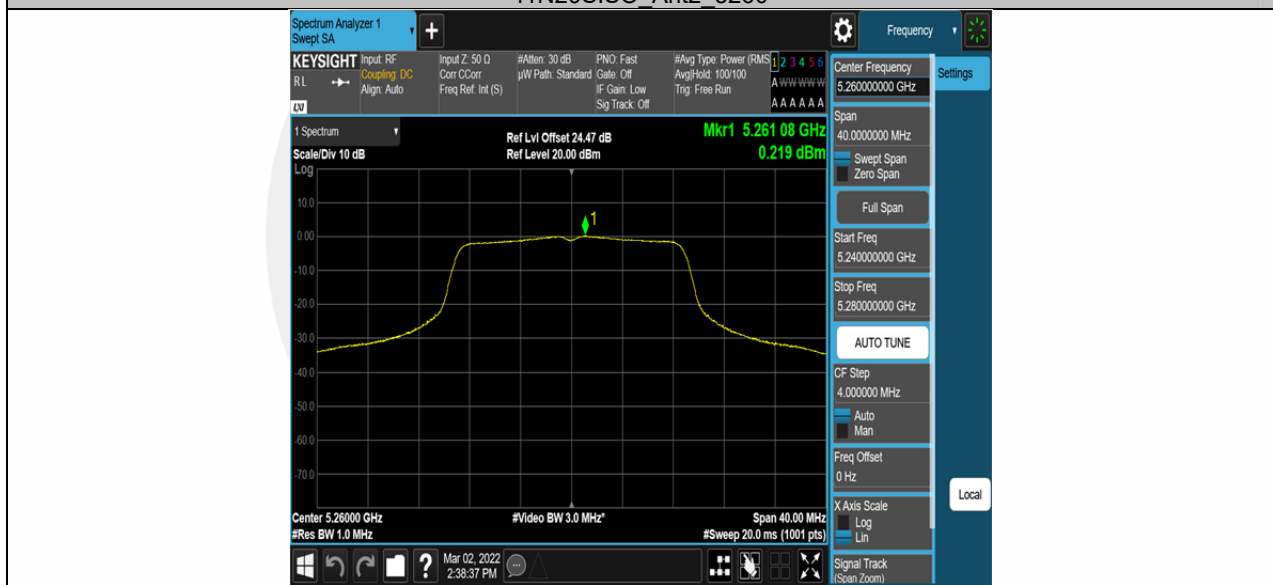 Spectrum Analyzer 1
Swept SA
+
Frequency
KEYSIGHT
RL
LXI
Input: RF
Coupling: DC
Align: Auto
Input Z: 50 Ω
Corr CCorr
Freq Ref: Int (S)
#Atten: 30 dB
µW Path: Standard
PNO: Fast
Gate: Off
IF Gain: Low
Sig Track: Off
#Avg Type: Power (RMS
Avg|Hold: 100/100
Trig: Free Run
1 2 3 4 5 6
A W W W W W
A A A A A A
1 Spectrum
Scale/Div 10 dB
Log
Ref Lvl Offset 24.47 dB
Ref Level 20.00 dBm
Mkr1 5.261 08 GHz
0.219 dBm
10.0
0.00
-10.0
-20.0
-30.0
-40.0
-50.0
-60.0
-70.0
1
Center 5.26000 GHz
#Res BW 1.0 MHz
#Video BW 3.0 MHz*
Span 40.00 MHz
#Sweep 20.0 ms (1001 pts)
Center Frequency
5.260000000 GHz
Span
40.0000000 MHz
Swept Span
Zero Span
Full Span
Start Freq
5.240000000 GHz
Stop Freq
5.280000000 GHz
AUTO TUNE
CF Step
4.000000 MHz
Auto
Man
Freq Offset
0 Hz
X Axis Scale
Log
Lin
Signal Track
(Span Zoom)
Settings
Local
?
Mar 02, 2022
2:38:37 PM